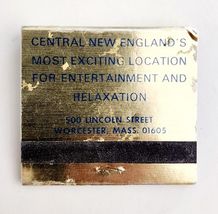 CENTRAL NEW ENGLAND'S
MOST EXCITING LOCATION
FOR ENTERTAINMENT AND
RELAXATION
500 LINCOLN STREET
WORCESTER, MASS. 01605